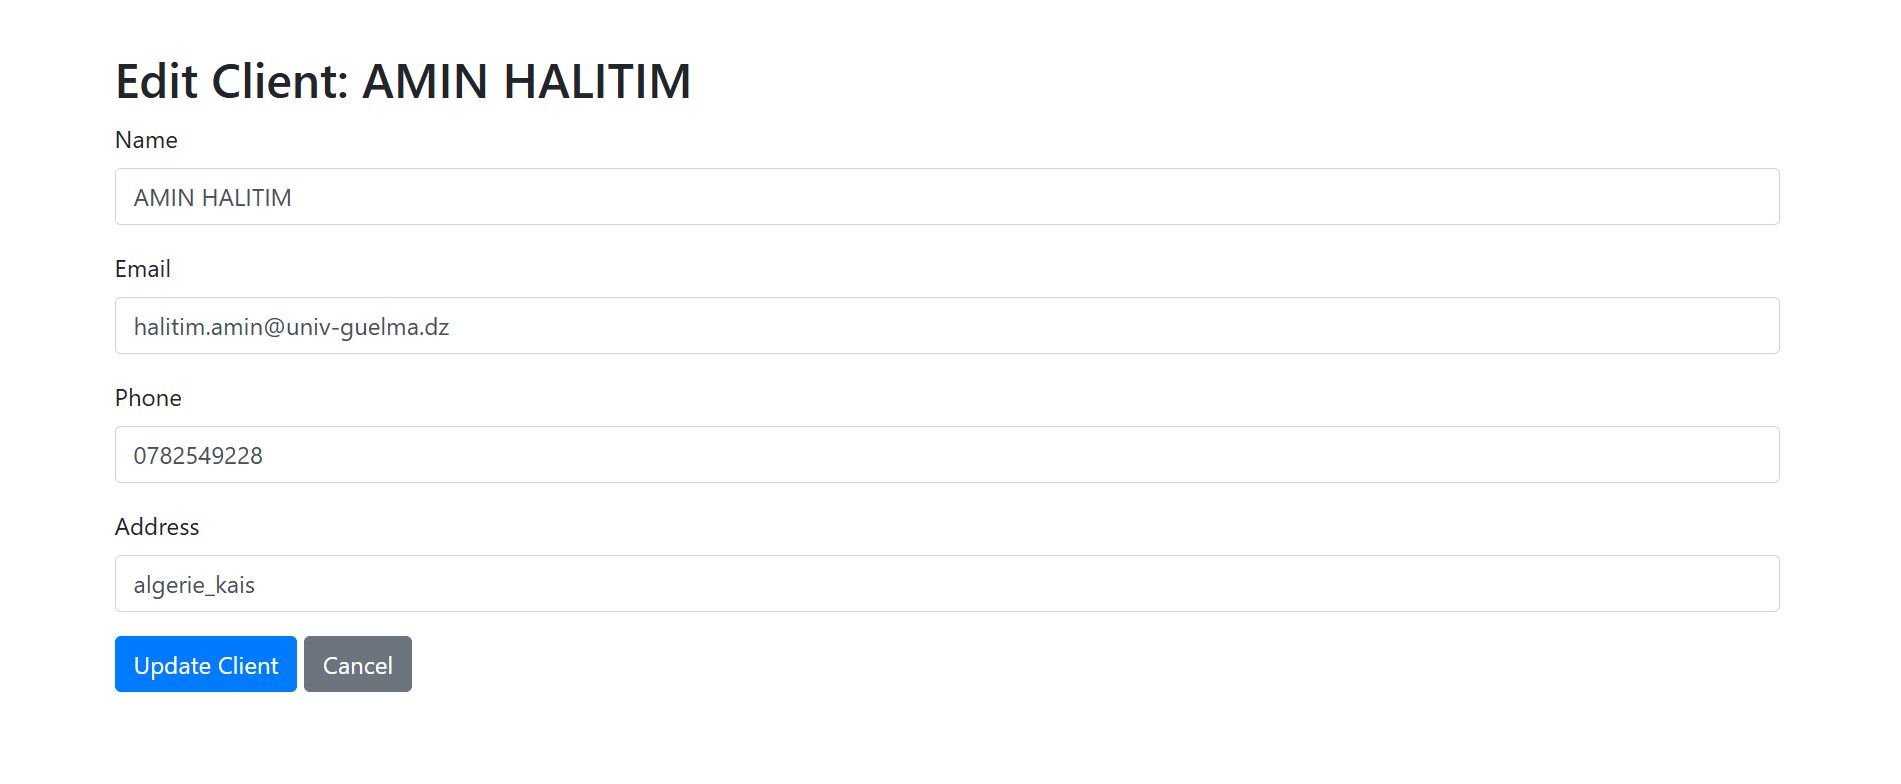 Edit Client: AMIN HALITIM
Name
AMIN HALITIM
Email
halitim.amin@univ-guelma.dz
Phone
0782549228
Address
algerie_kais
Update Client Cancel